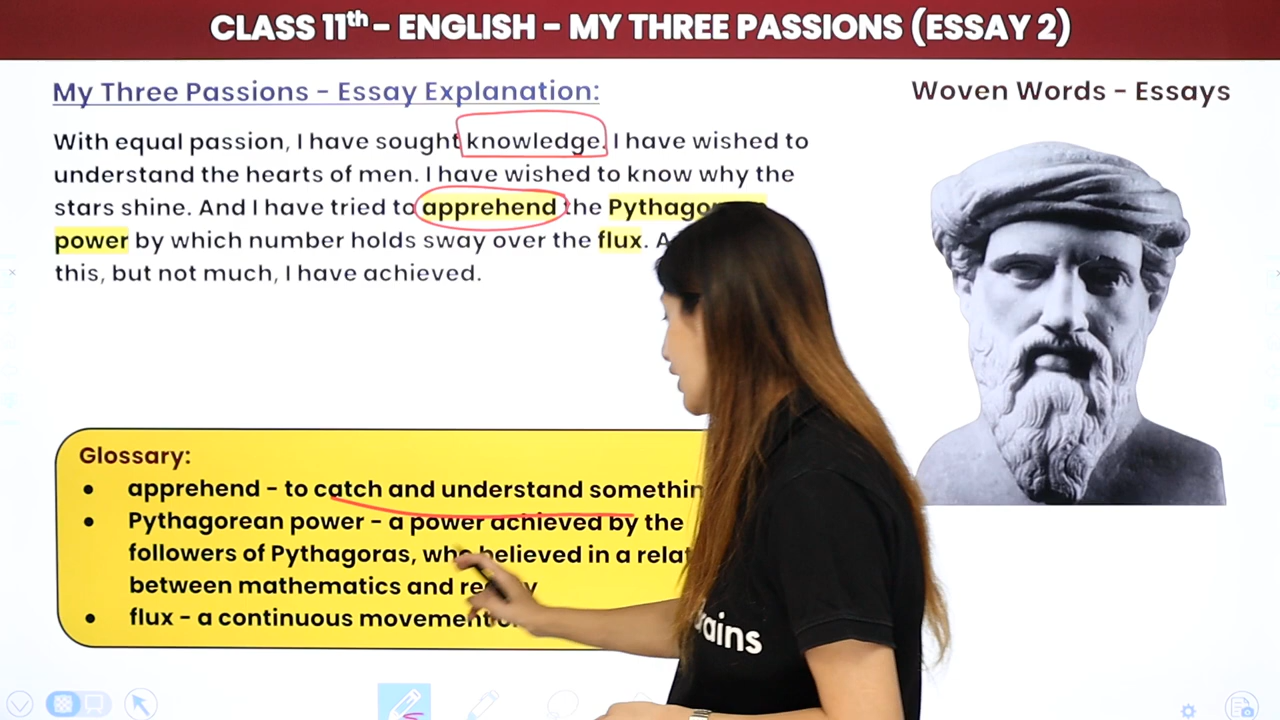 CLASS 11th - ENGLISH - MY THREE PASSIONS (ESSAY 2)
My Three Passions - Essay Explanation:
Woven Words - Essays
With equal passion, I have sought knowledge. I have wished to
understand the hearts of men. I have wished to know why the
stars shine. And I have tried to apprehend the
power by which number holds sway over the flux.
this, but not much, I have achieved.
Glossary:
• apprehend - to catch and understand
• Pythagorean power - a power achieved by the
followers of Pythagoras, who believed in a
between mathematics and
• flux - a continuous movement